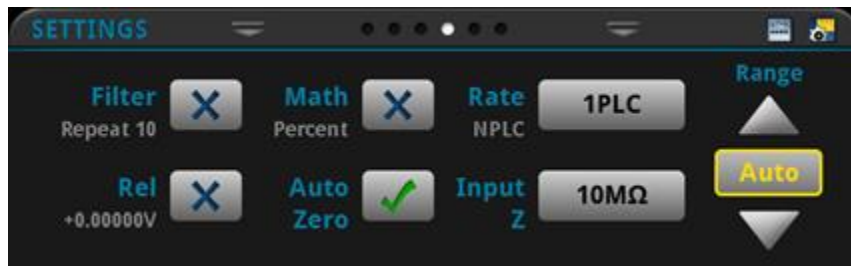 SETTINGS
Range
Filter
Repeat 10
Math
Percent
Rate
NPLC
1PLC
Auto
Rel
+0.00000V
Auto
Zero
Input
Z
10MΩ